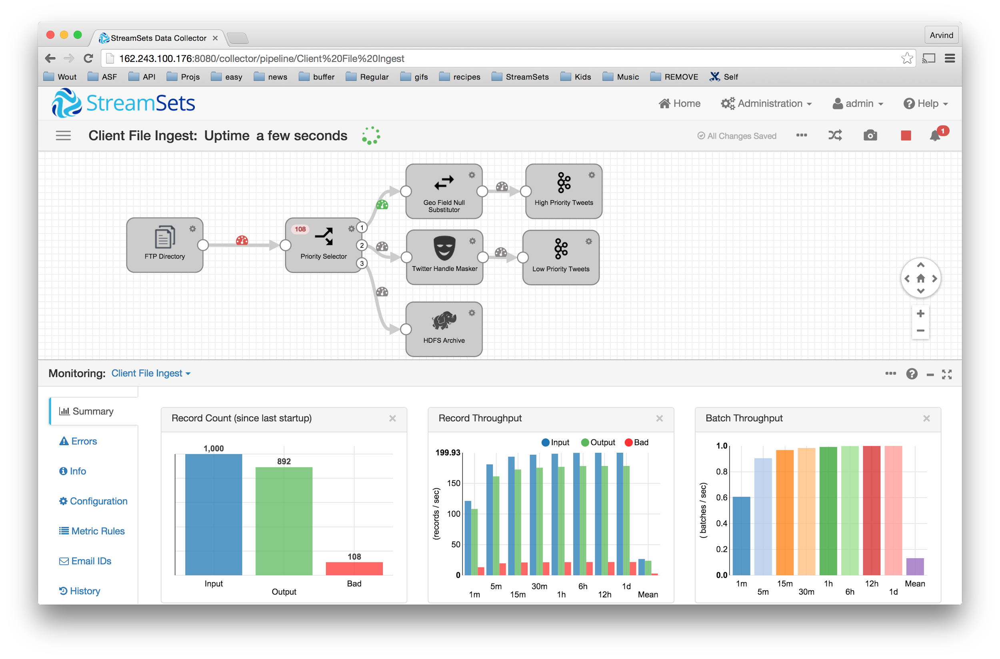 StreamSets Data Collector
Arvind
162.243.100.176:8080/collector/pipeline/Client%20File%20Ingest
Wout ASF API Projs easy news buffer Regular gifs recipes StreamSets Kids Music REMOVE Self
StreamSets
Home Administration admin Help
Client File Ingest: Uptime a few seconds
All Changes Saved
1
Geo Field Null
Substitutor
High Priority Tweets
108
1
2
3
FTP Directory
Priority Selector
Twitter Handle Masker
Low Priority Tweets
HDFS Archive
Monitoring: Client File Ingest
Summary
Errors
Info
Configuration
Metric Rules
Email IDs
History
Record Count (since last startup)
1,000
892
108
Input
Output
Bad
Record Throughput
Input Output Bad
199.93
150
100
50
0
(records / sec)
1m 5m 15m 30m 1h 6h 12h 1d Mean
Batch Throughput
1.0
0.8
0.6
0.4
0.2
0.0
( batches / sec)
1m 5m 15m 30m 1h 6h 12h 1d Mean